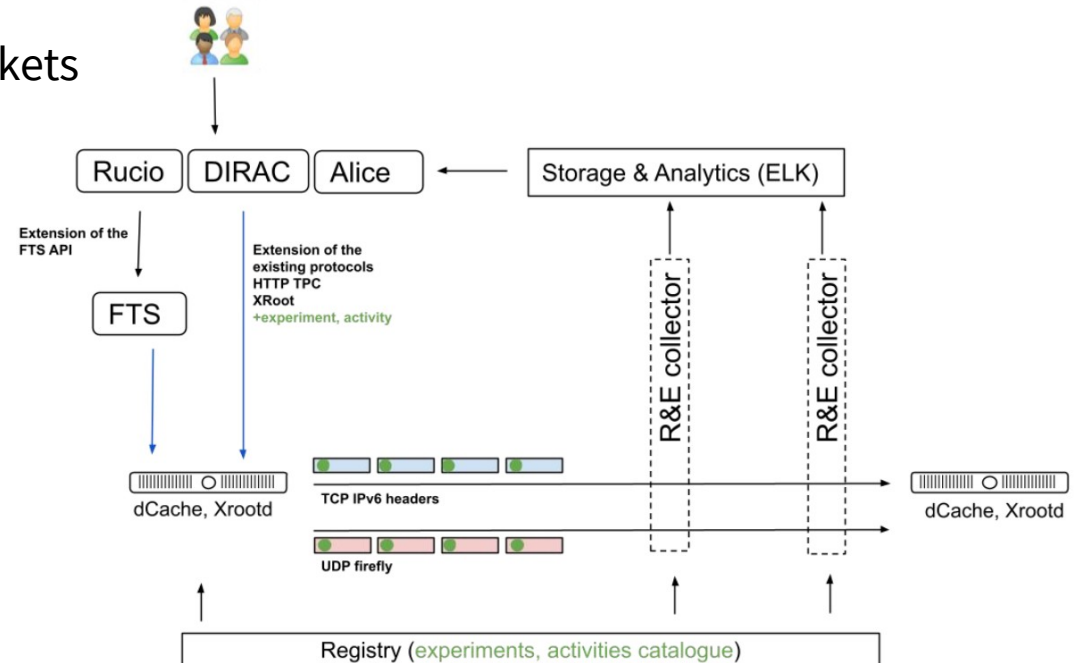 kets
Rucio
DIRAC
Alice
Storage & Analytics (ELK)
Extension of the
FTS API
Extension of the
existing protocols
HTTP TPC
XRoot
+experiment, activity
FTS
R&E collector
R&E collector
TCP IPv6 headers
dCache, Xrootd
dCache, Xrootd
UDP firefly
Registry (experiments, activities catalogue)